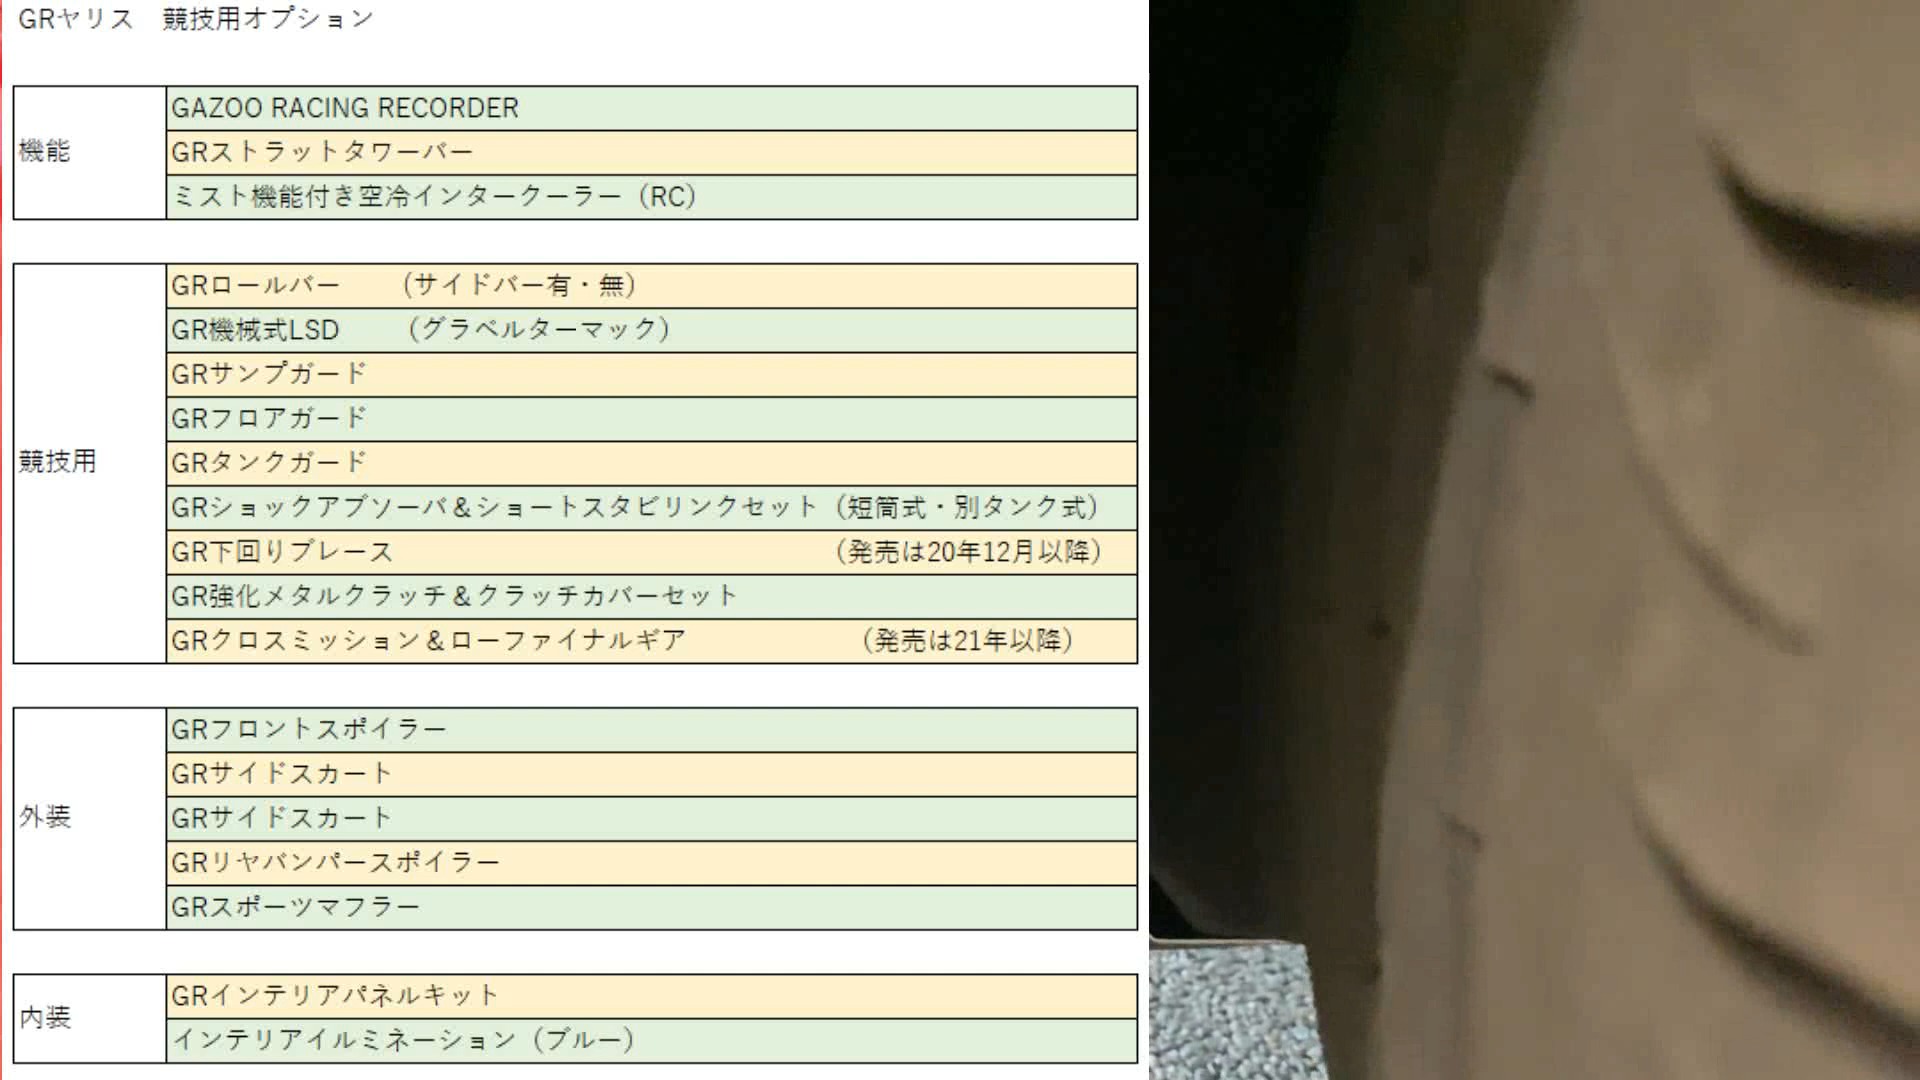 GRヤリス　競技用オプション
機能
GAZOO RACING RECORDER
GRストラットタワーバー
ミスト機能付き空冷インタークーラー（RC）
競技用
GRロールバー　　（サイドバー有・無）
GR機械式LSD　　（グラベルターマック）
GRサンプガード
GRフロアガード
GRタンクガード
GRショックアブソーバ＆ショートスタビリンクセット（短筒式・別タンク式）
GR下回りブレース　　（発売は20年12月以降）
GR強化メタルクラッチ＆クラッチカバーセット
GRクロスミッション＆ローファイナルギア　　（発売は21年以降）
外装
GRフロントスポイラー
GRサイドスカート
GRサイドスカート
GRリヤバンパースポイラー
GRスポーツマフラー
内装
GRインテリアパネルキット
インテリアイルミネーション（ブルー）